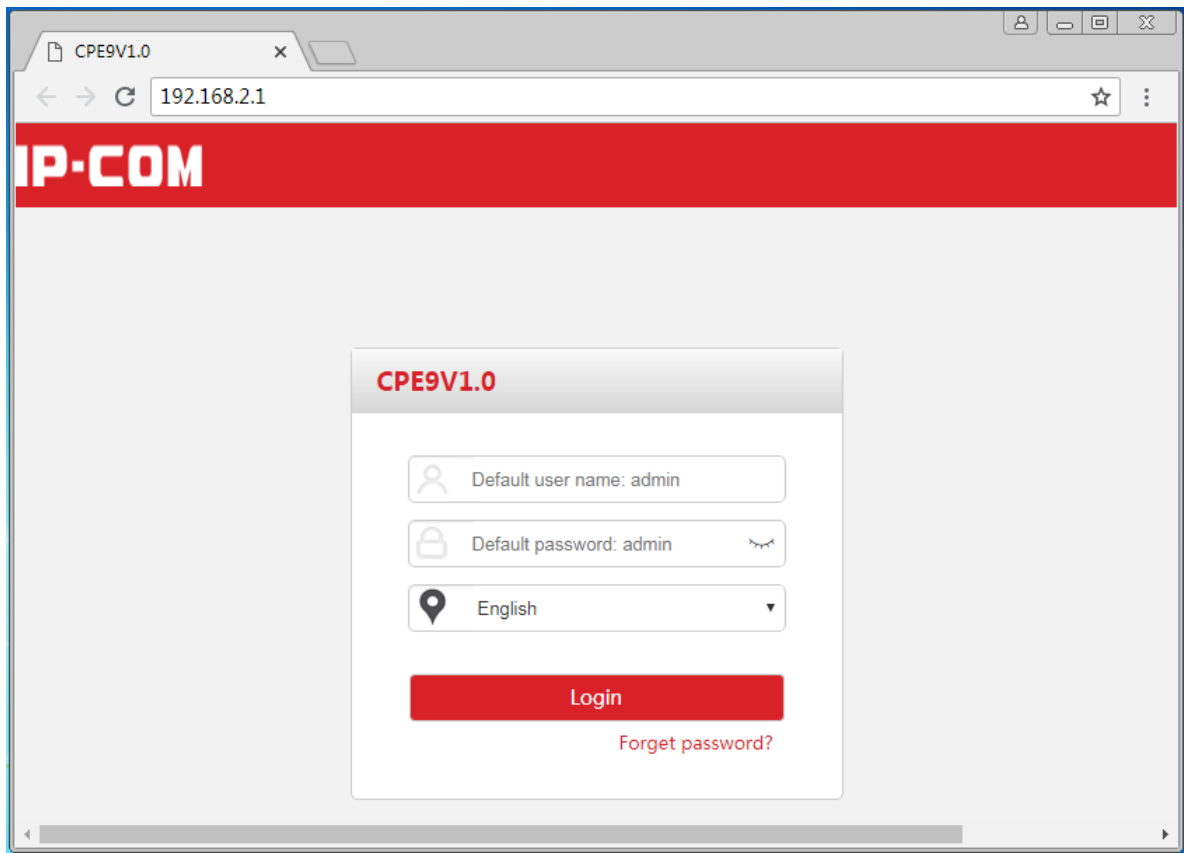 CPE9V1.0
192.168.2.1
IP-COM
CPE9V1.0
Default user name: admin
Default password: admin
English
Login
Forget password?